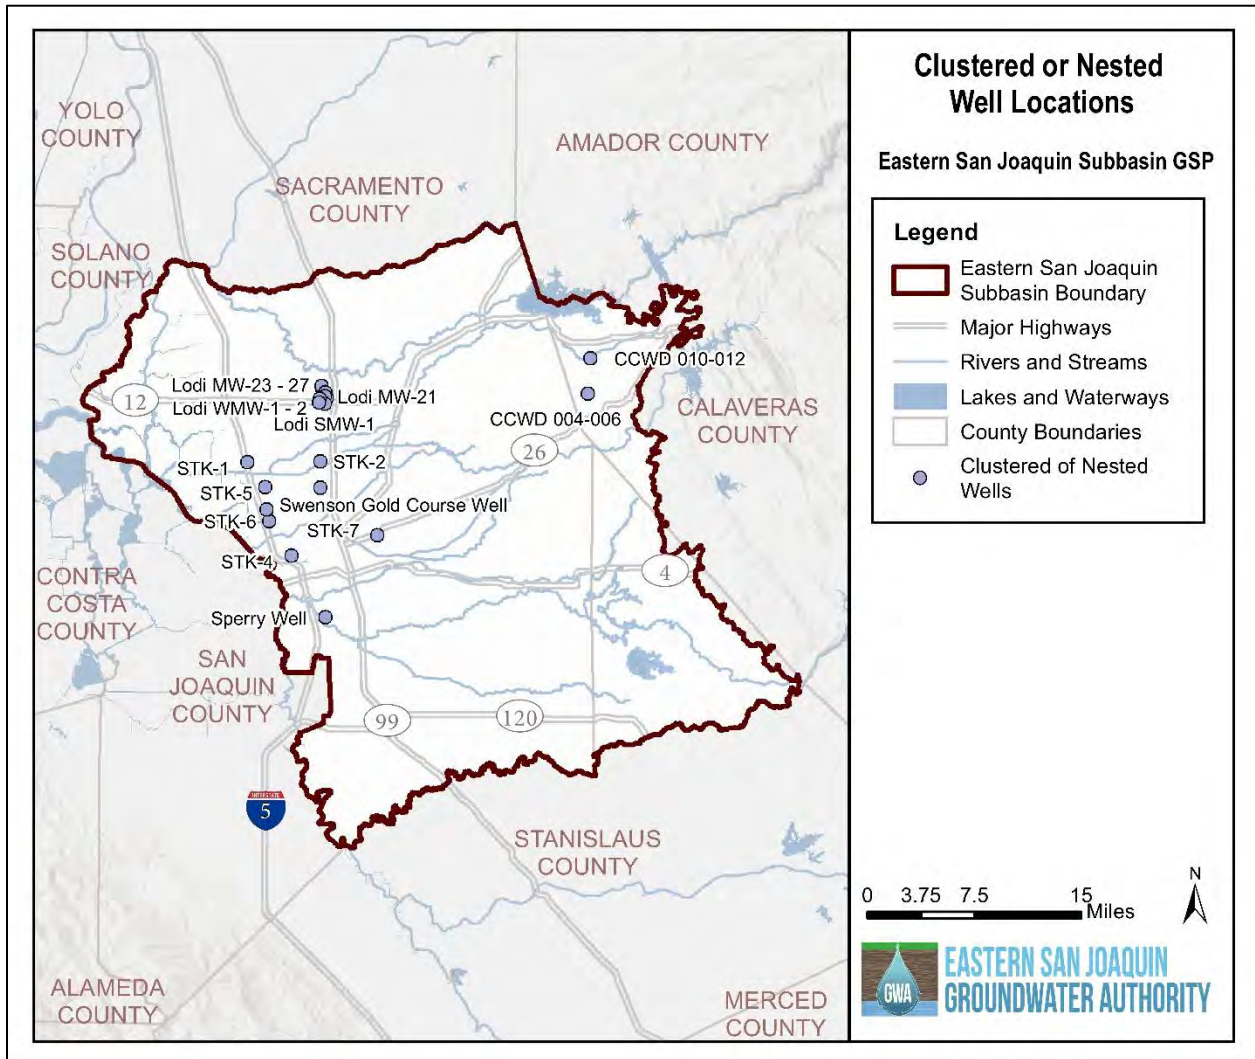 YOLO
COUNTY
AMADOR COUNTY
SACRAMENTO
COUNTY
SOLANO
COUNTY
CCWD 010-012
Lodi MW-23 - 27
Lodi MW-21
12
Lodi WMW-1 - 2
Lodi SMW-1
CCWD 004-006
CALAVERAS
COUNTY
26
STK-1
STK-2
STK-5
Swenson Gold Course Well
STK-6
STK-7
STK-4
4
CONTRA
COSTA
COUNTY
Sperry Well
SAN
JOAQUIN
COUNTY
99
120
INTERSTATE
5
STANISLAUS
COUNTY
ALAMEDA
COUNTY
MERCED
COUNTY
Clustered or Nested
Well Locations
Eastern San Joaquin Subbasin GSP
Legend
Eastern San Joaquin
Subbasin Boundary
Major Highways
Rivers and Streams
Lakes and Waterways
County Boundaries
Clustered of Nested
Wells
N
0 3.75 7.5 15
Miles
GWA
EASTERN SAN JOAQUIN
GROUNDWATER AUTHORITY